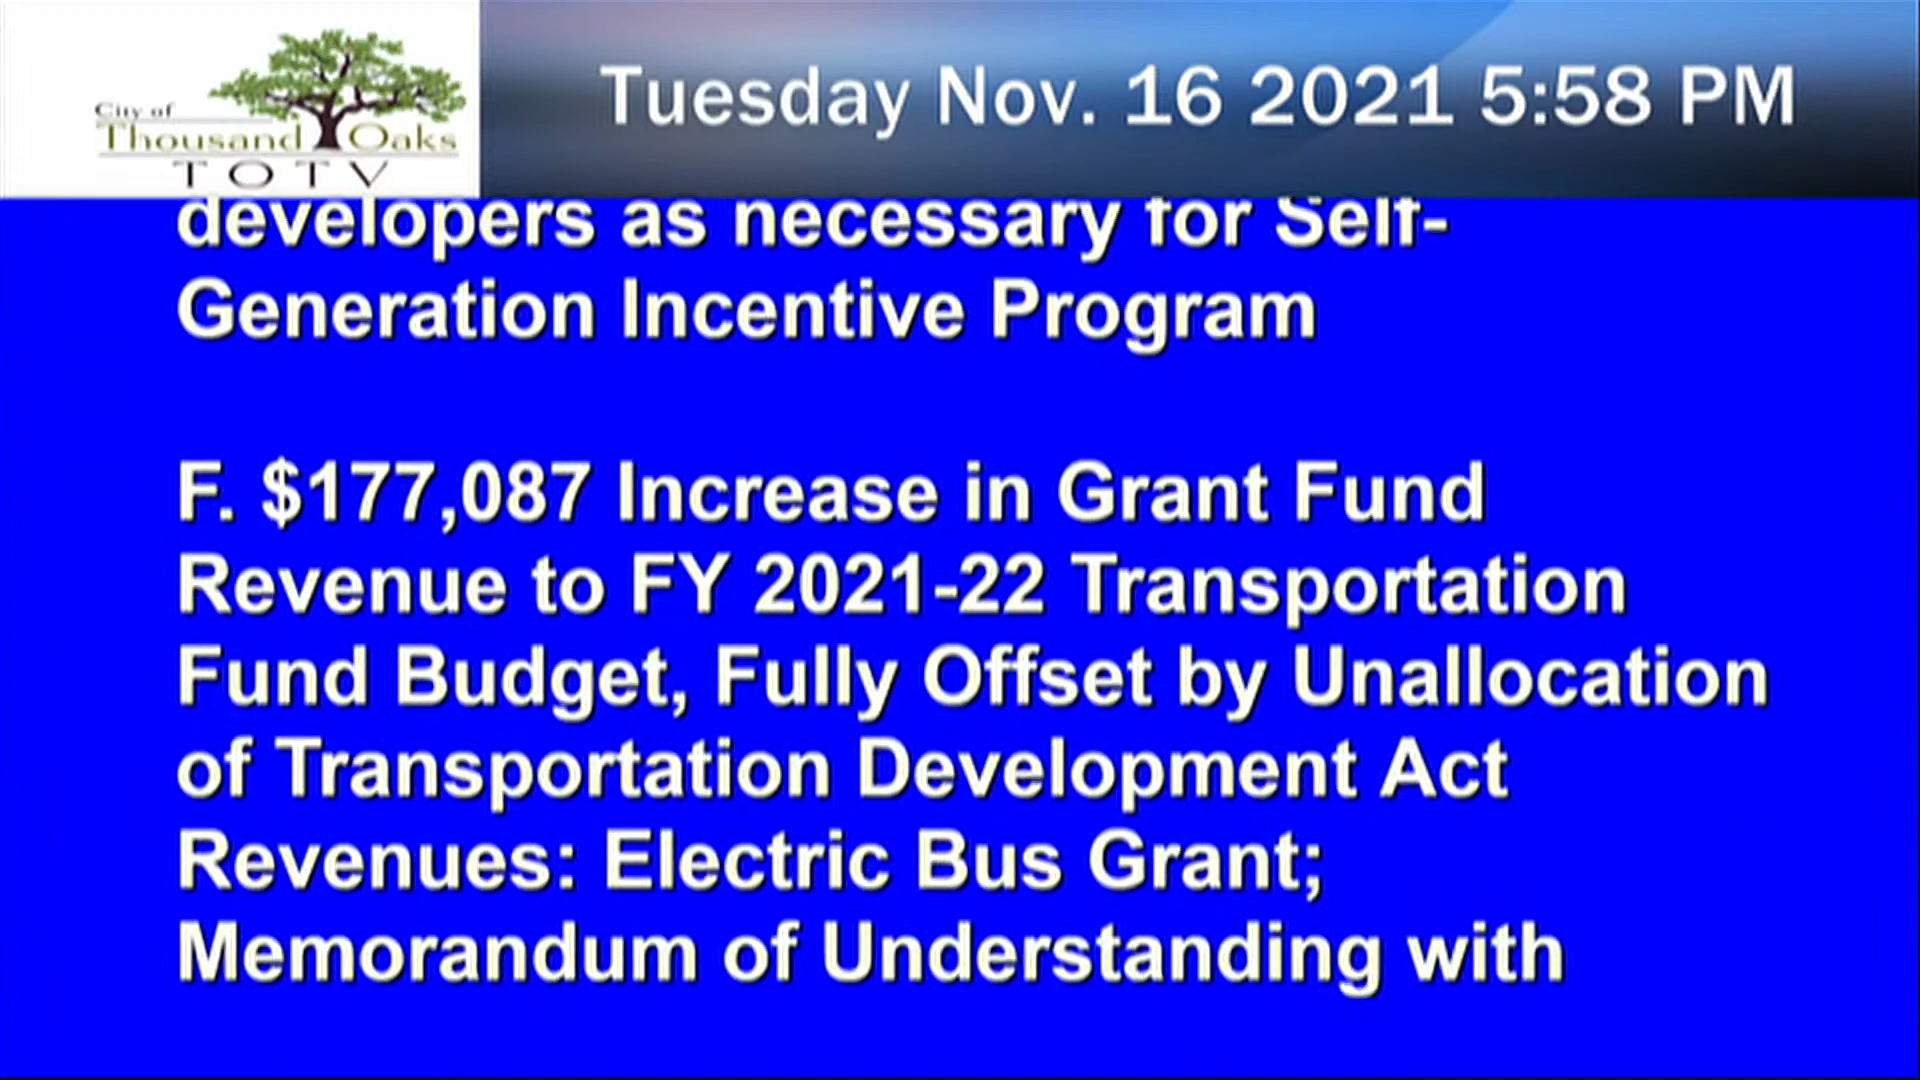 City of
Thousand Oaks
TOTV
Tuesday Nov. 16 2021 5:58 PM
developers as necessary for Self-
Generation Incentive Program
F. $177,087 Increase in Grant Fund
Revenue to FY 2021-22 Transportation
Fund Budget, Fully Offset by Unallocation
of Transportation Development Act
Revenues: Electric Bus Grant;
Memorandum of Understanding with